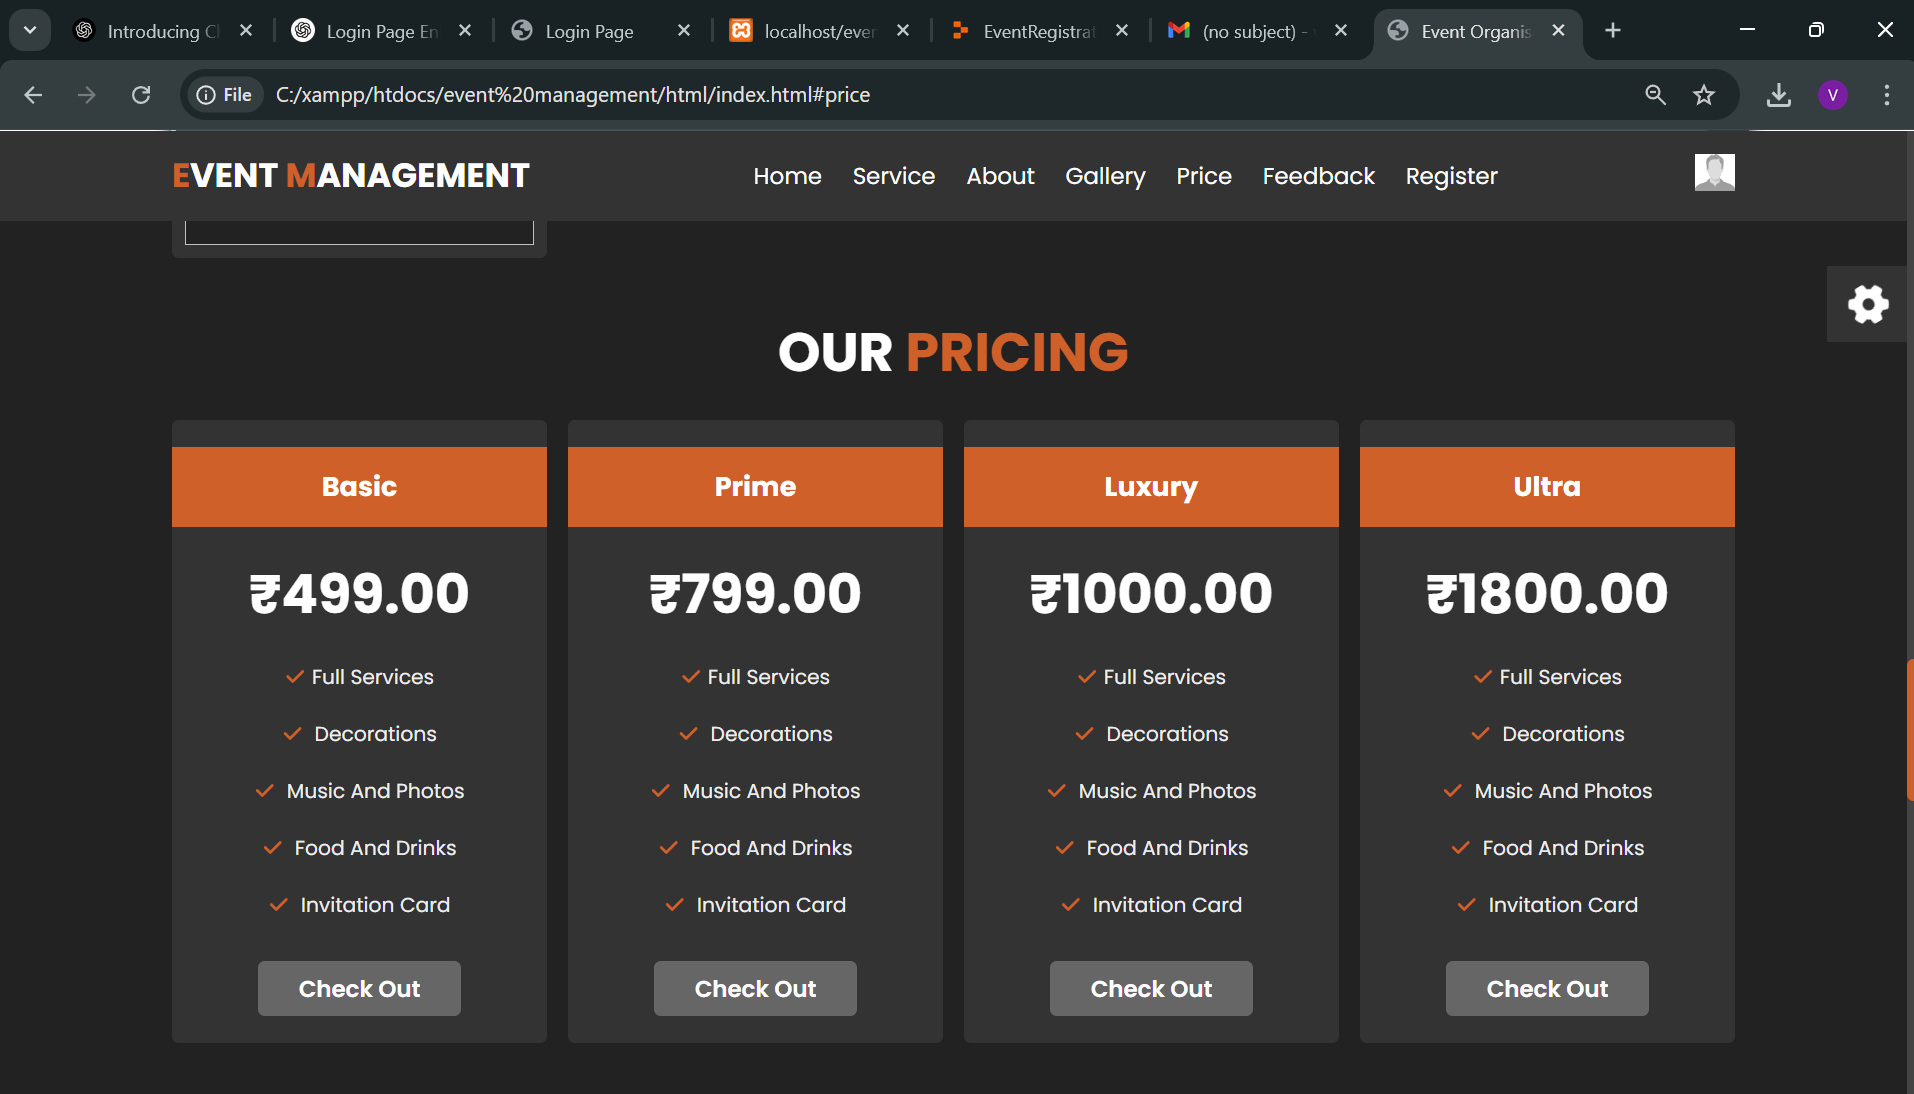 Introducing Cl
Login Page En
Login Page
localhost/ever
EventRegistrat
(no subject) -
Event Organis
File
C:/xampp/htdocs/event%20management/html/index.html#price
V
EVENT MANAGEMENT
Home Service About Gallery Price Feedback Register
OUR PRICING
Basic
₹499.00
Full Services
Decorations
Music And Photos
Food And Drinks
Invitation Card
Check Out
Prime
₹799.00
Full Services
Decorations
Music And Photos
Food And Drinks
Invitation Card
Check Out
Luxury
₹1000.00
Full Services
Decorations
Music And Photos
Food And Drinks
Invitation Card
Check Out
Ultra
₹1800.00
Full Services
Decorations
Music And Photos
Food And Drinks
Invitation Card
Check Out